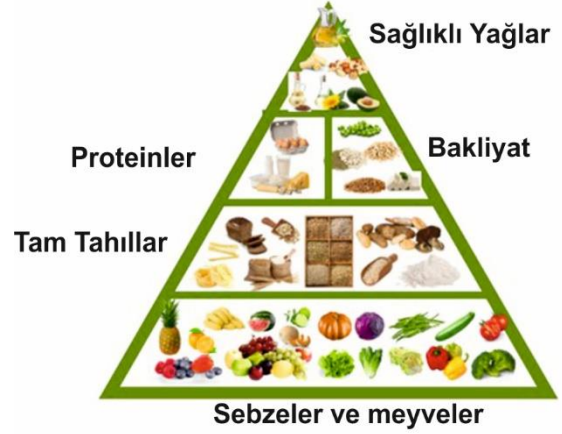 Sağlıklı Yağlar
Proteinler
Bakliyat
Tam Tahıllar
Sebzeler ve meyveler